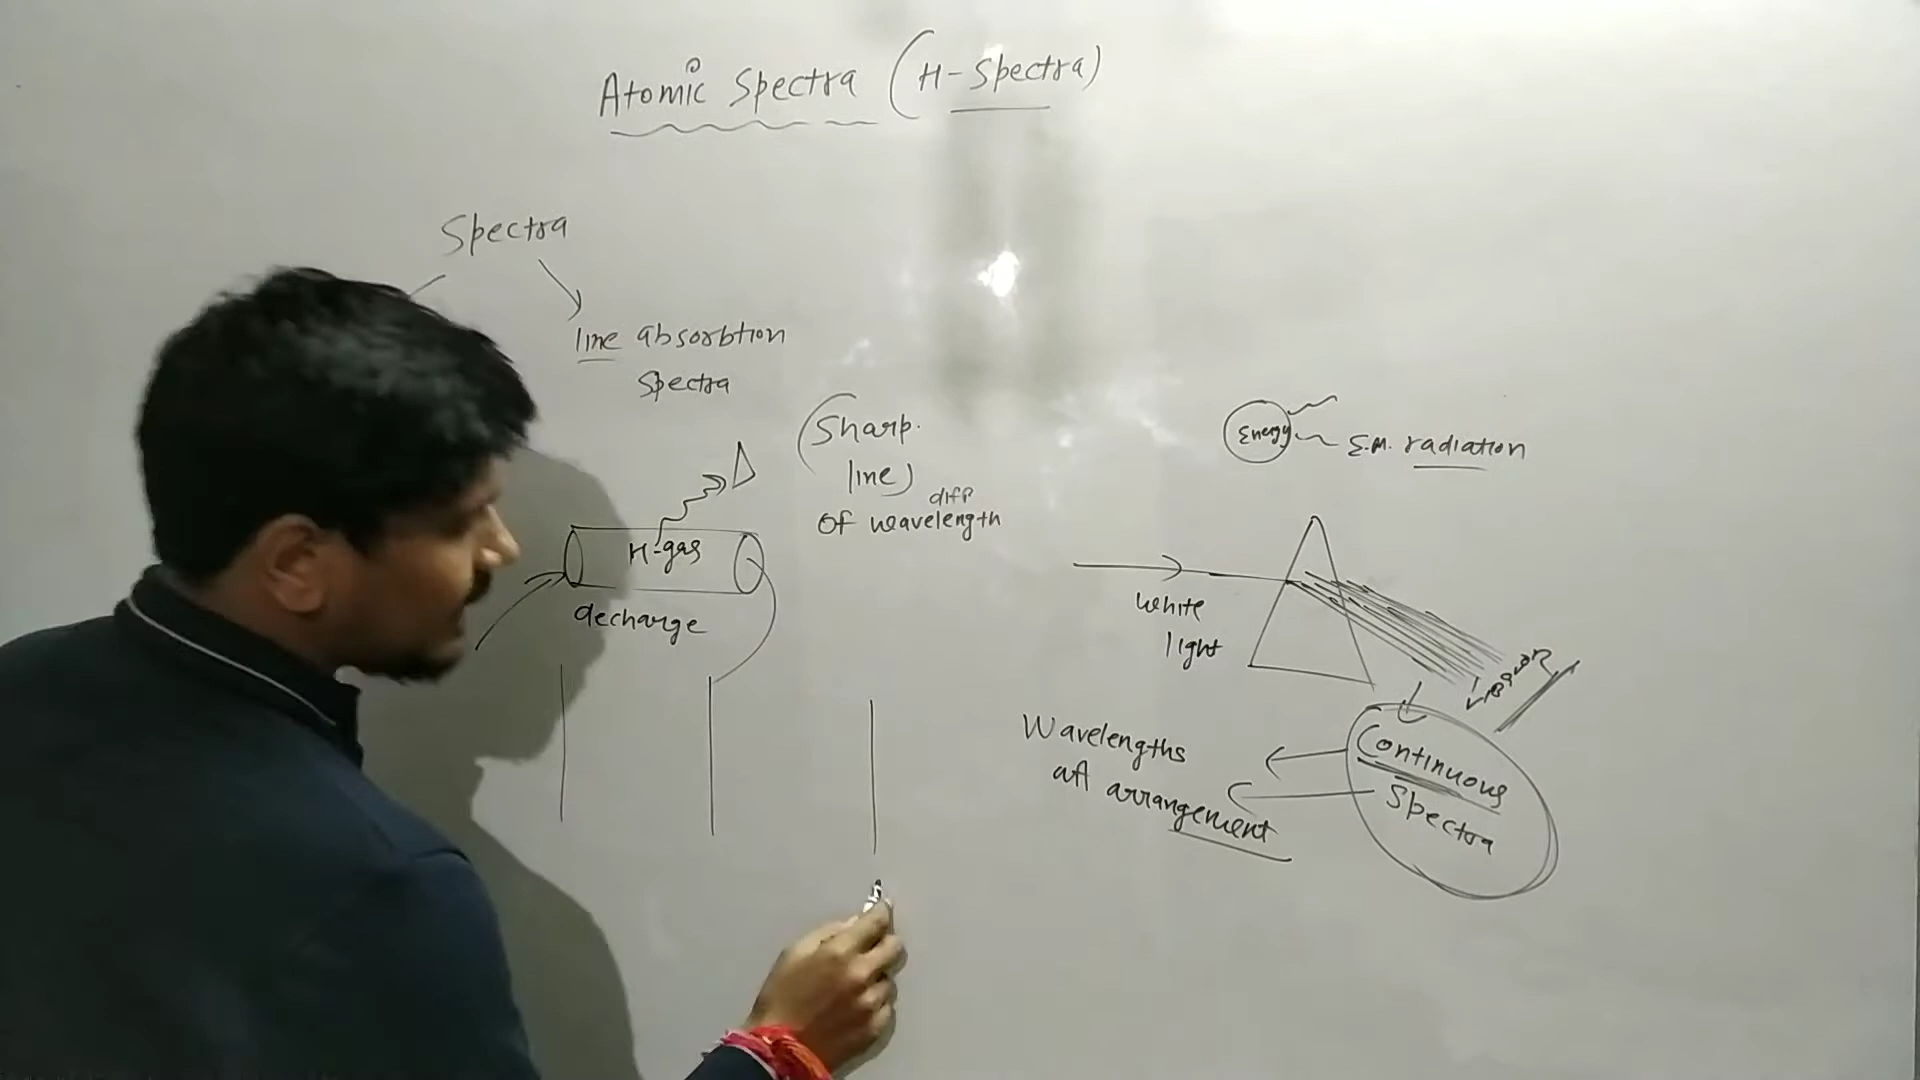 Atomic Spectra (H-Spectra)
Spectra
line absorbtion
Spectra
(Sharp.
line)
diff
of wavelength
H-gas
decharge
Energy
E.M. radiation
white
light
VIBGYOR
Continuous
Spectra
Wavelengths
arrangement